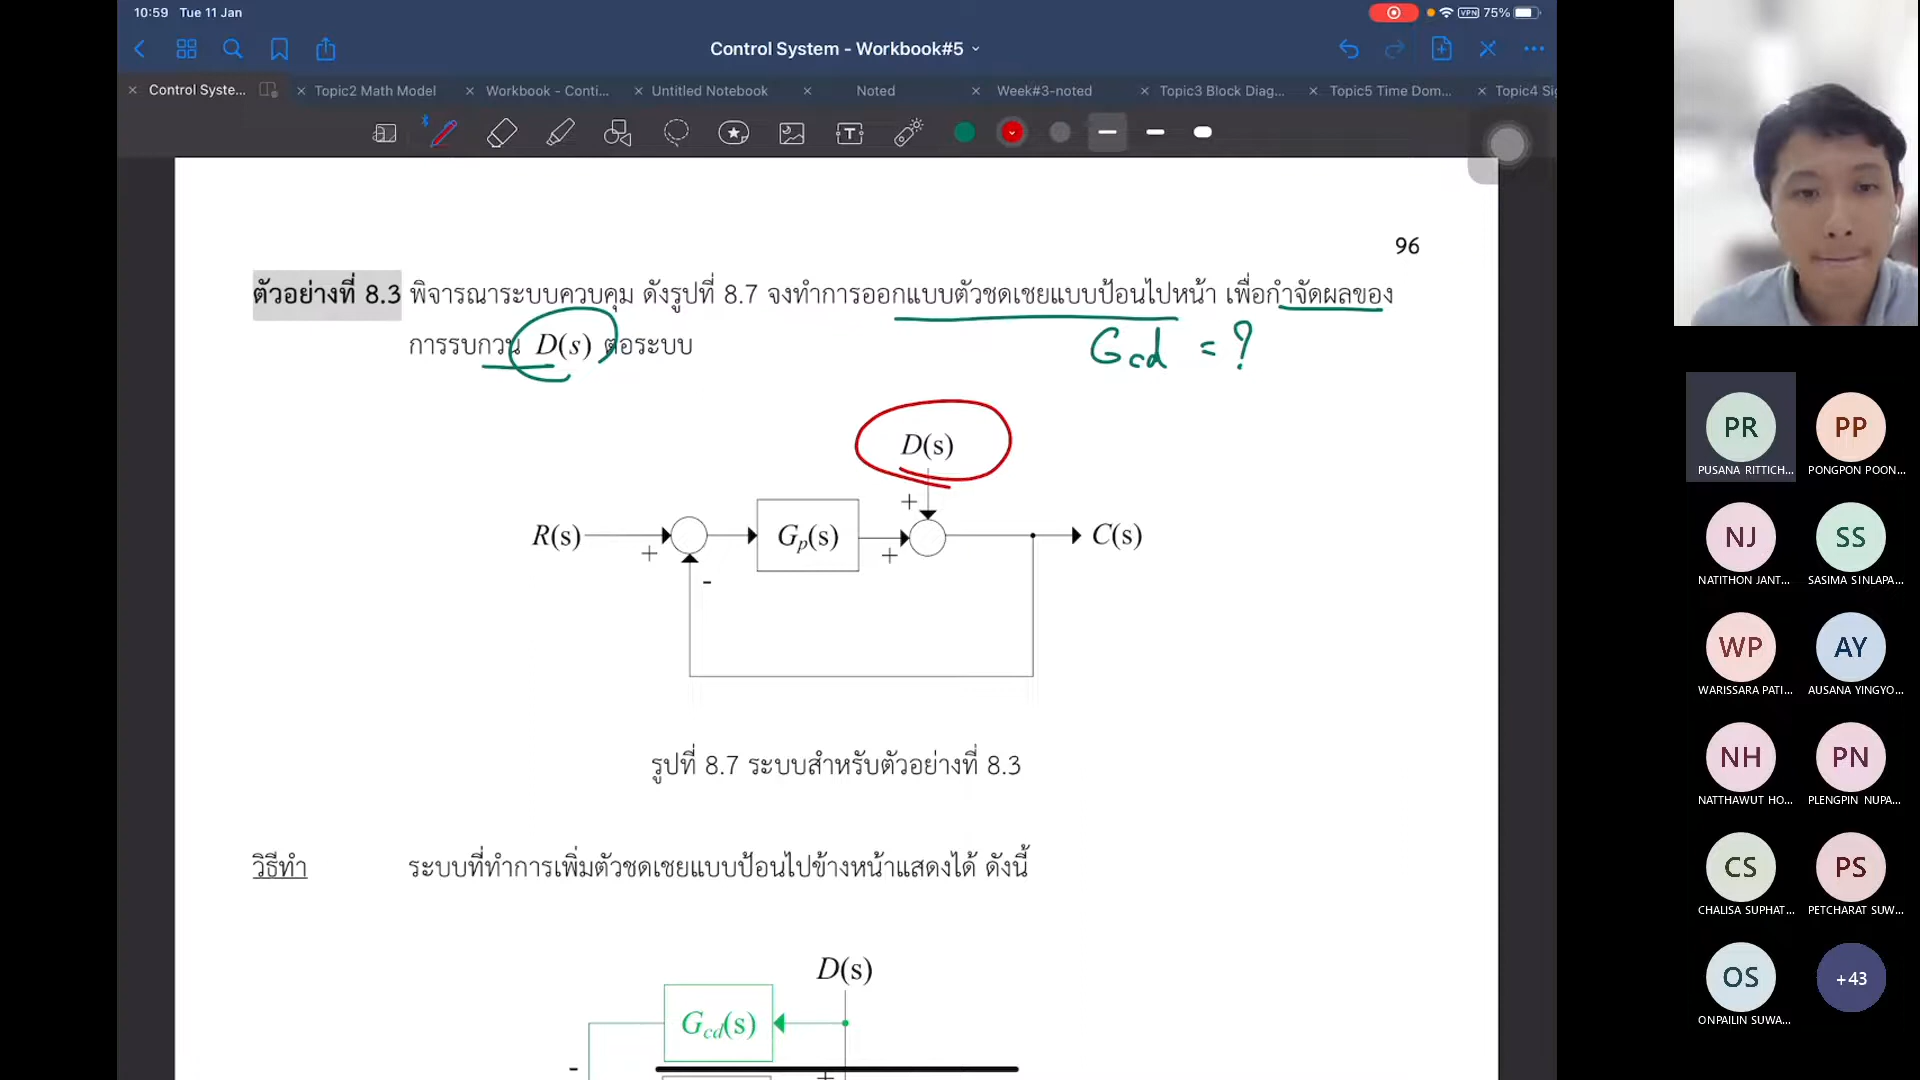 10:59 Tue 11 Jan
VPN 75%
Control System - Workbook#5
Control Syste...
Topic2 Math Model
Workbook - Conti...
Untitled Notebook
Noted
Week#3-noted
Topic3 Block Diag...
Topic5 Time Dom...
Topic4 Sig
96
ตัวอย่างที่ 8.3 พิจารณาระบบควบคุม ดังรูปที่ 8.7 จงทำการออกแบบตัวชดเชยแบบป้อนไปหน้า เพื่อกำจัดผลของ
การรบกวน D(s) ต่อระบบ
Gcd = ?
D(s)
+
R(s) + - Gp(s) + C(s)
รูปที่ 8.7 ระบบสำหรับตัวอย่างที่ 8.3
วิธีทำ ระบบที่ทำการเพิ่มตัวชดเชยแบบป้อนไปข้างหน้าแสดงได้ ดังนี้
D(s)
Gcd(s)
- +
PR PP
PUSANA RITTICH... PONGPON POON...
NJ SS
NATITHON JANT... SASIMA SINLAPA...
WP AY
WARISSARA PATI... AUSANA YINGYO...
NH PN
NATTHAWUT HO... PLENGPIN NUPA...
CS PS
CHALISA SUPHAT... PETCHARAT SUW...
OS +43
ONPAILIN SUWA...